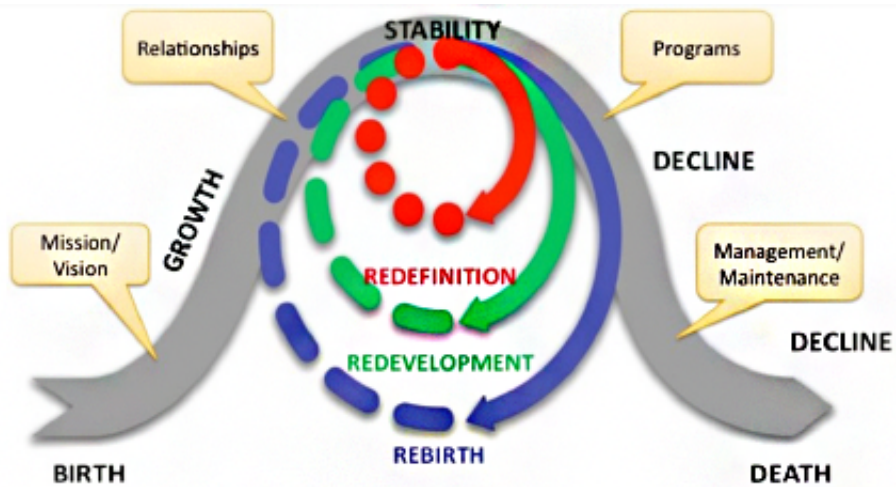 STABILITY
Relationships
Programs
DECLINE
GROWTH
Mission/
Vision
Management/
Maintenance
REDEFINITION
DECLINE
REDEVELOPMENT
REBIRTH
BIRTH
DEATH